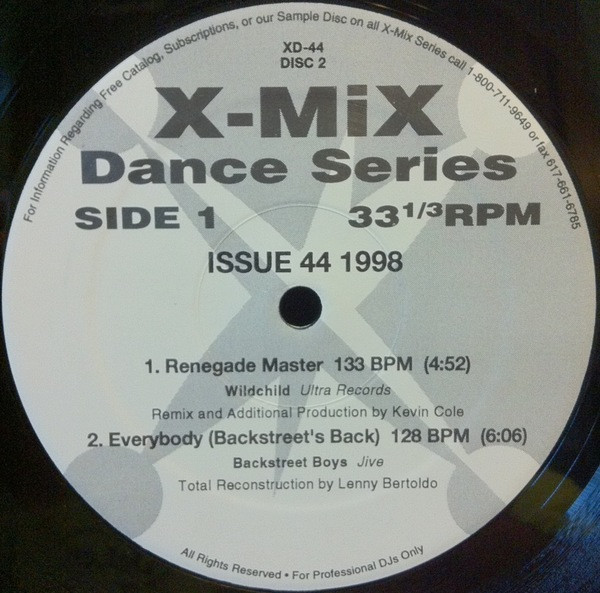 For Information Regarding Free Catalog, Subscriptions, or our Sample Disc on all X-Mix Series call 1-800-711-9649 or fax 617-661-6785
XD-44
DISC 2
X-MiX
Dance Series
SIDE 1 33 1/3 RPM
ISSUE 44 1998
1. Renegade Master 133 BPM (4:52)
Wildchild Ultra Records
Remix and Additional Production by Kevin Cole
2. Everybody (Backstreet's Back) 128 BPM (6:06)
Backstreet Boys Jive
Total Reconstruction by Lenny Bertoldo
All Rights Reserved • For Professional DJs Only